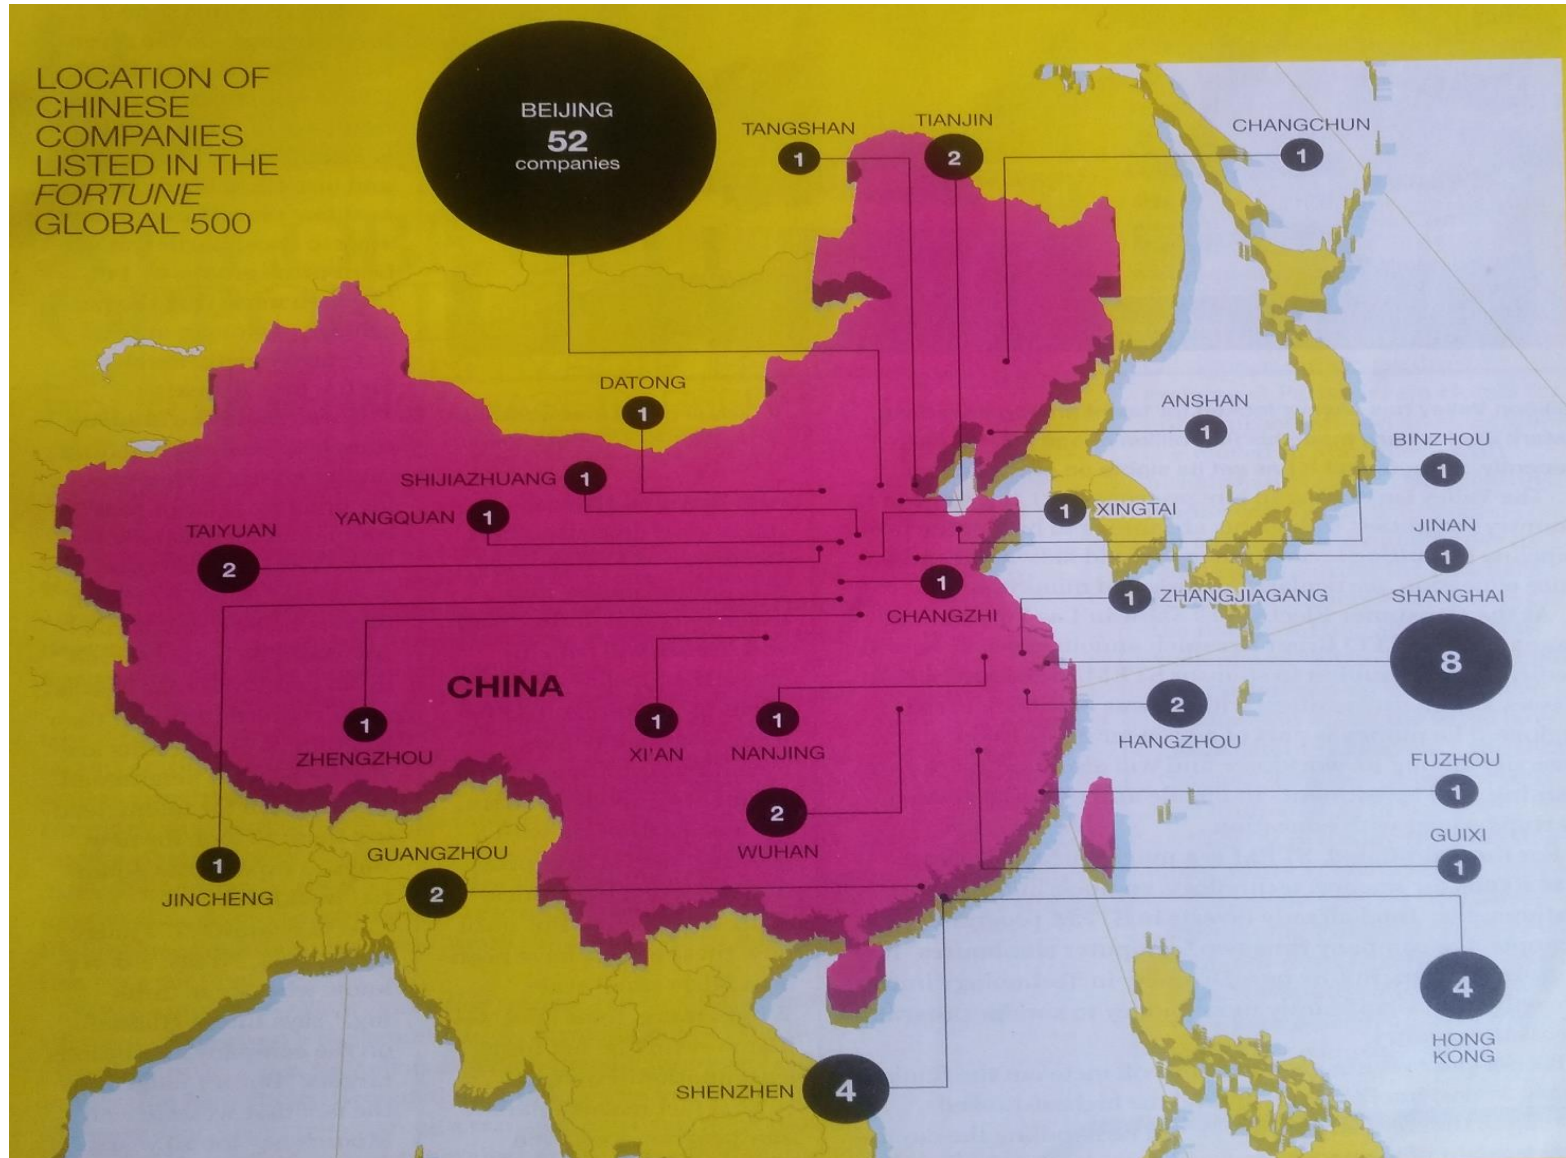 LOCATION OF
CHINESE
COMPANIES
LISTED IN THE
FORTUNE
GLOBAL 500
BEIJING
52
companies
TANGSHAN
1
TIANJIN
2
CHANGCHUN
1
DATONG
1
ANSHAN
1
BINZHOU
1
SHIJIAZHUANG 1
YANGQUAN 1
1 XINGTAI
TAIYUAN
2
JINAN
1
1
CHANGZHI
1 ZHANGJIAGANG
SHANGHAI
8
CHINA
1
ZHENGZHOU
1
XI'AN
1
NANJING
2
HANGZHOU
2
WUHAN
FUZHOU
1
GUIXI
1
1
JINCHENG
GUANGZHOU
2
4
HONG
KONG
SHENZHEN 4